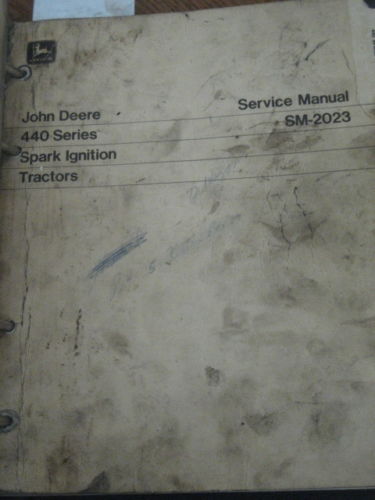 John Deere
440 Series
Spark Ignition
Tractors
Service Manual
SM-2023